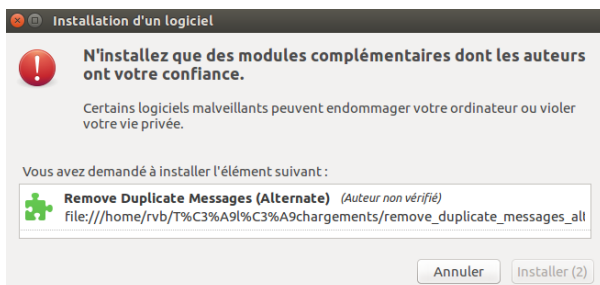 Installation d'un logiciel
N'installez que des modules complémentaires dont les auteurs
ont votre confiance.
Certains logiciels malveillants peuvent endommager votre ordinateur ou violer
votre vie privée.
Vous avez demandé à installer l'élément suivant :
Remove Duplicate Messages (Alternate) (Auteur non vérifié)
file:///home/rvb/T%C3%A9l%C3%A9chargements/remove_duplicate_messages_alt
Annuler Installer (2)